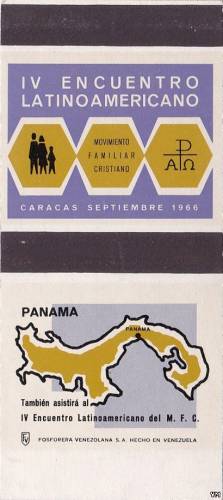 IV ENCUENTRO
LATINOAMERICANO
MOVIMIENTO
FAMILIAR
CRISTIANO
A Ω
CARACAS SEPTIEMBRE 1966
PANAMA
PANAMA
También asistirá al
IV Encuentro Latinoamericano del M. F. C.
FOSFORERA VENEZOLANA S.A. HECHO EN VENEZUELA